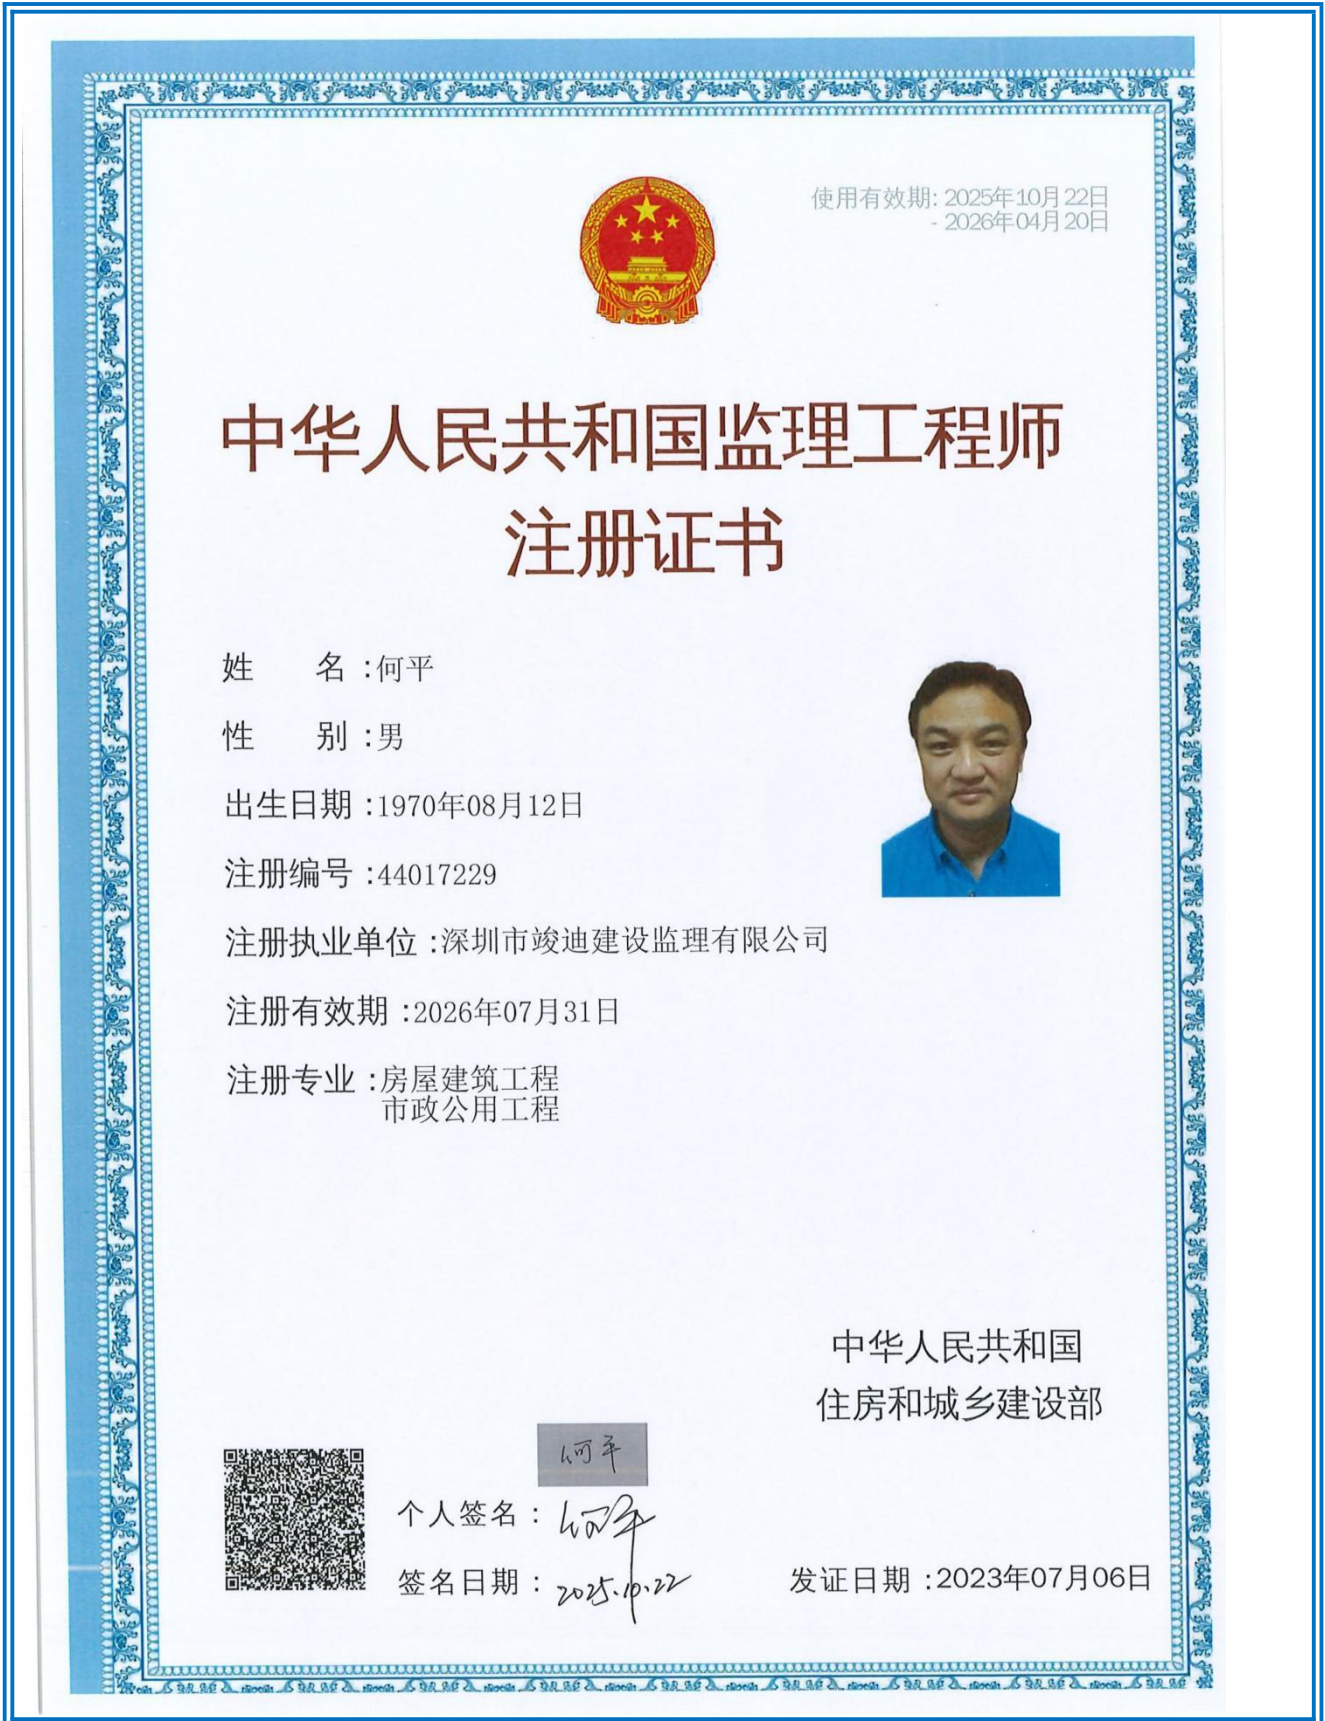 使用有效期: 2025年10月22日
- 2026年04月20日
中华人民共和国监理工程师
注册证书
姓 名:何平
性 别:男
出生日期:1970年08月12日
注册编号:44017229
注册执业单位:深圳市竣迪建设监理有限公司
注册有效期:2026年07月31日
注册专业:房屋建筑工程
市政公用工程
中华人民共和国
住房和城乡建设部
何平
个人签名:何平
签名日期:2025.10.22
发证日期:2023年07月06日